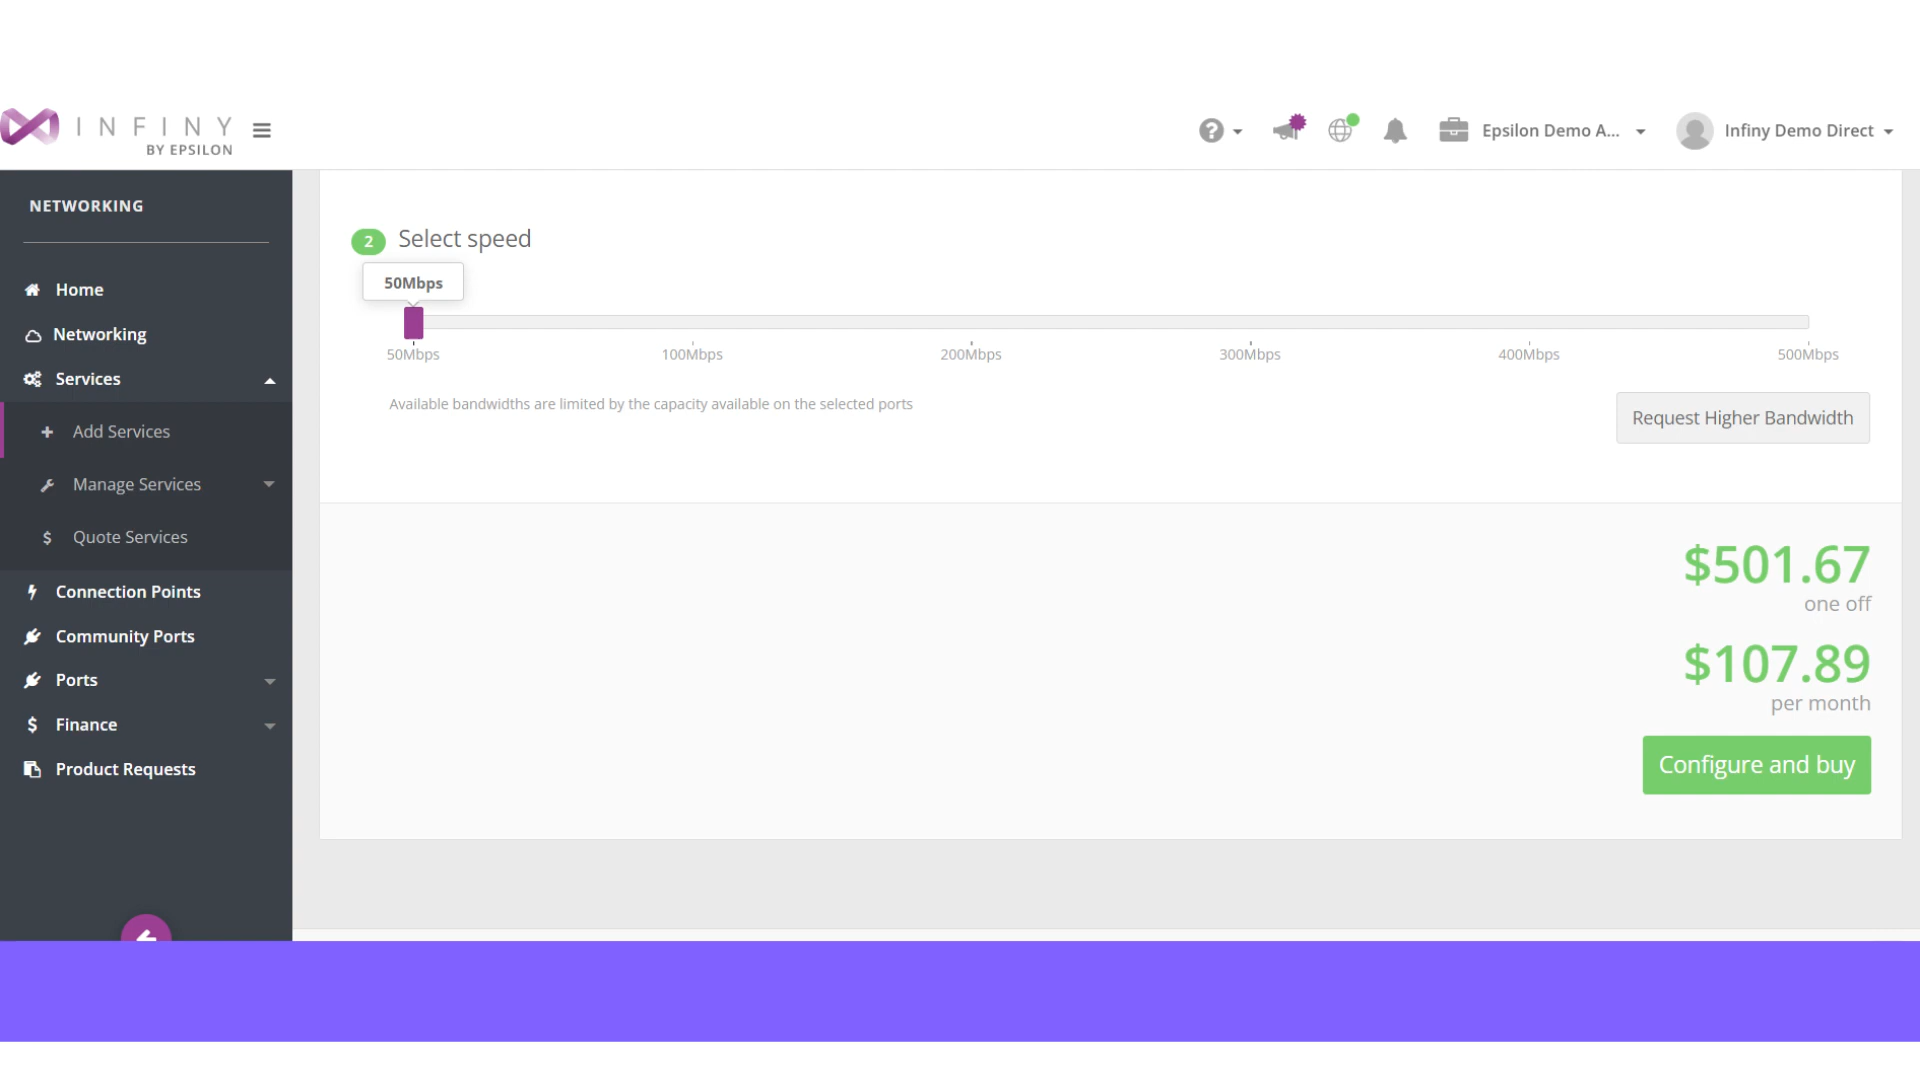 INFINY
BY EPSILON
Epsilon Demo A...
Infiny Demo Direct
NETWORKING
Home
Networking
Services
Add Services
Manage Services
Quote Services
Connection Points
Community Ports
Ports
Finance
Product Requests
2 Select speed
50Mbps
50Mbps 100Mbps 200Mbps 300Mbps 400Mbps 500Mbps
Available bandwidths are limited by the capacity available on the selected ports
Request Higher Bandwidth
$501.67
one off
$107.89
per month
Configure and buy